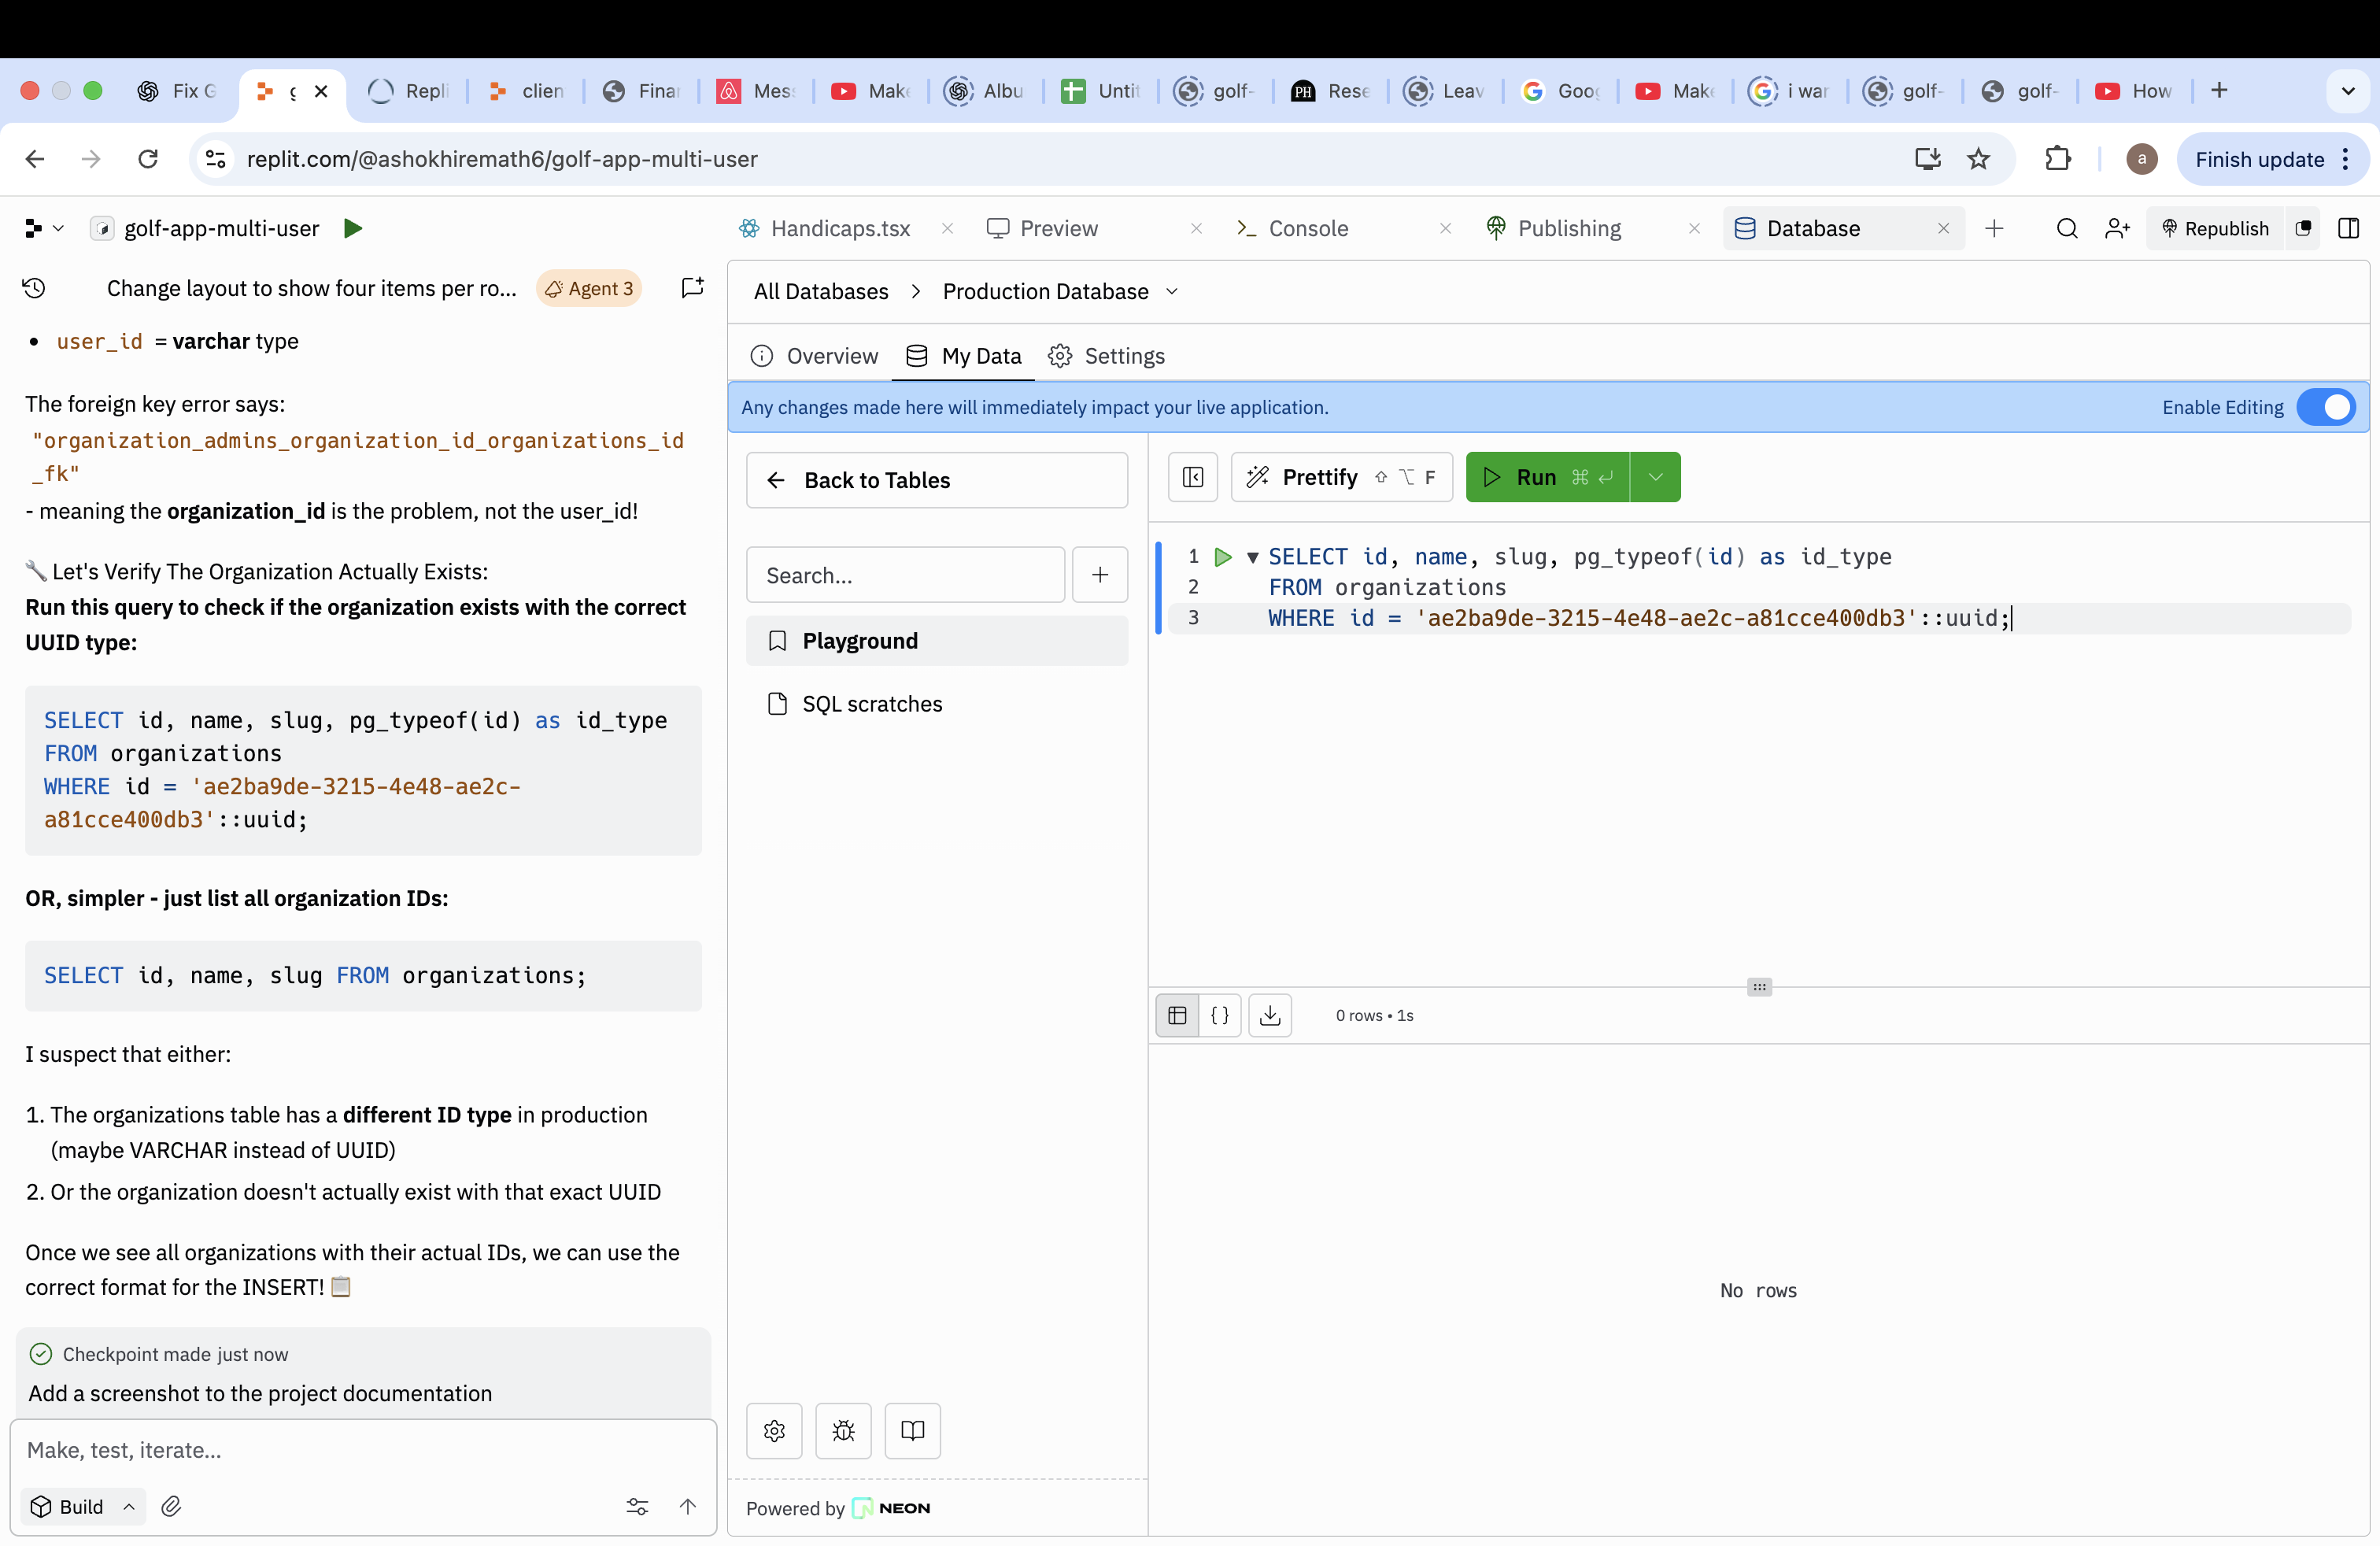 Fix G
g
Repli
clien
Finar
Mess
Make
Albu
Untit
golf-
PH
Rese
Leav
Goog
Make
i war
golf-
golf-
How
replit.com/@ashokhiremath6/golf-app-multi-user
a
Finish update
golf-app-multi-user
Handicaps.tsx
Preview
Console
Publishing
Database
Republish
Change layout to show four items per ro...
Agent 3
• user_id = varchar type
The foreign key error says:
"organization_admins_organization_id_organizations_id
_fk"
- meaning the organization_id is the problem, not the user_id!
🔧 Let's Verify The Organization Actually Exists:
Run this query to check if the organization exists with the correct
UUID type:
SELECT id, name, slug, pg_typeof(id) as id_type
FROM organizations
WHERE id = 'ae2ba9de-3215-4e48-ae2c-
a81cce400db3'::uuid;
OR, simpler - just list all organization IDs:
SELECT id, name, slug FROM organizations;
I suspect that either:
1. The organizations table has a different ID type in production
(maybe VARCHAR instead of UUID)
2. Or the organization doesn't actually exist with that exact UUID
Once we see all organizations with their actual IDs, we can use the
correct format for the INSERT! 📋
Checkpoint made just now
Add a screenshot to the project documentation
Make, test, iterate...
Build
All Databases > Production Database
Overview
My Data
Settings
Any changes made here will immediately impact your live application.
Enable Editing
Back to Tables
Search...
Playground
SQL scratches
Powered by NEON
Prettify ⇧ ⌥ F
Run ⌘ ↵
1 SELECT id, name, slug, pg_typeof(id) as id_type
2 FROM organizations
3 WHERE id = 'ae2ba9de-3215-4e48-ae2c-a81cce400db3'::uuid;
{ }
0 rows • 1s
No rows